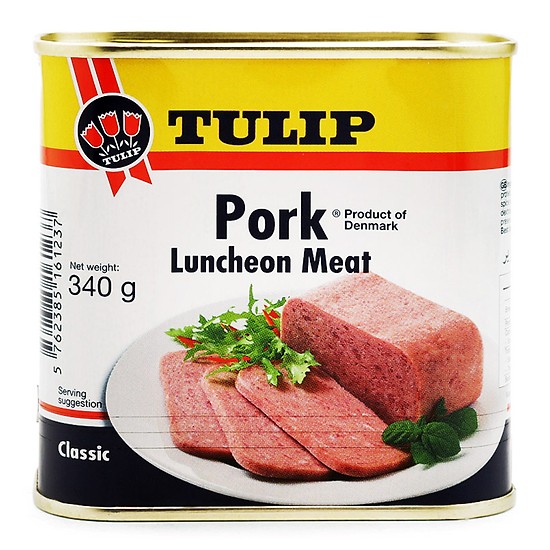 TULIP
TULIP
Pork ® Product of
Denmark
Luncheon Meat
Net weight:
340 g
5 762385 161237
Serving
suggestion
Classic